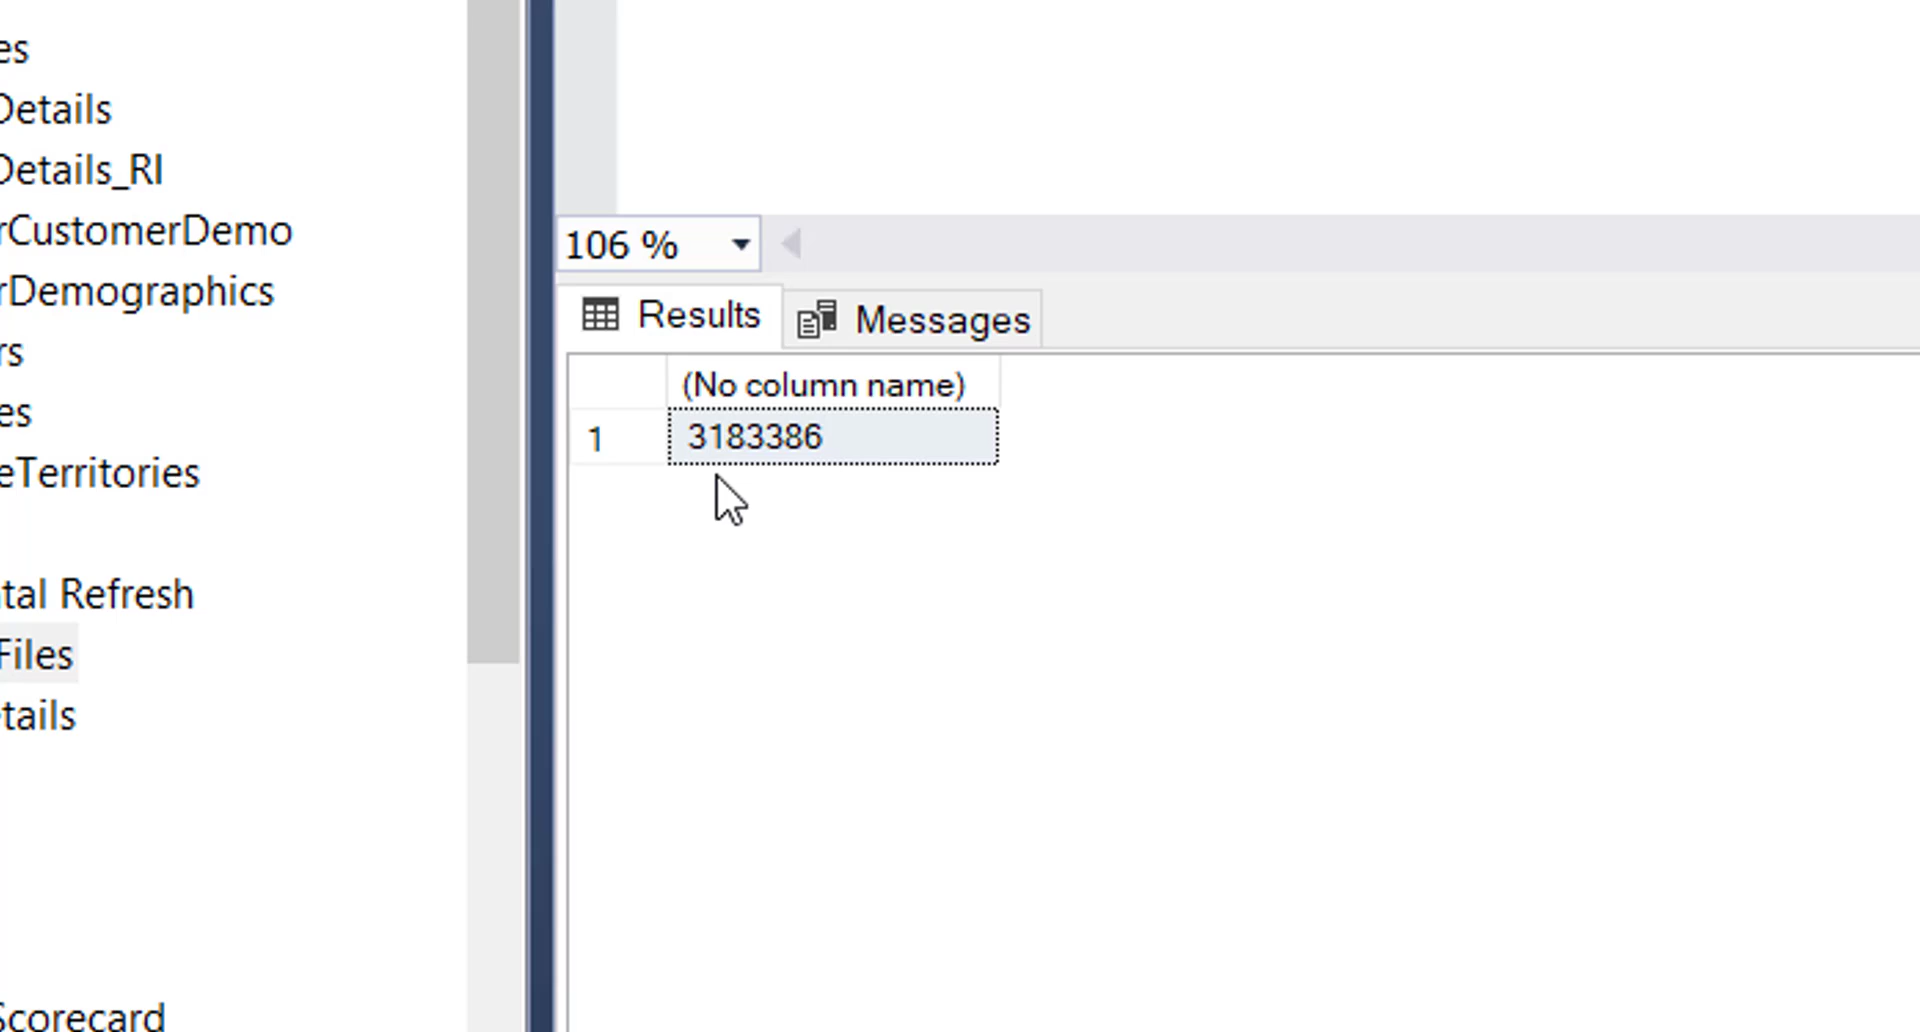 es
Details
Details_RI
rCustomerDemo
rDemographics
rs
es
eTerritories
tal Refresh
Files
tails
Scorecard
106 %
Results
Messages
(No column name)
1
3183386